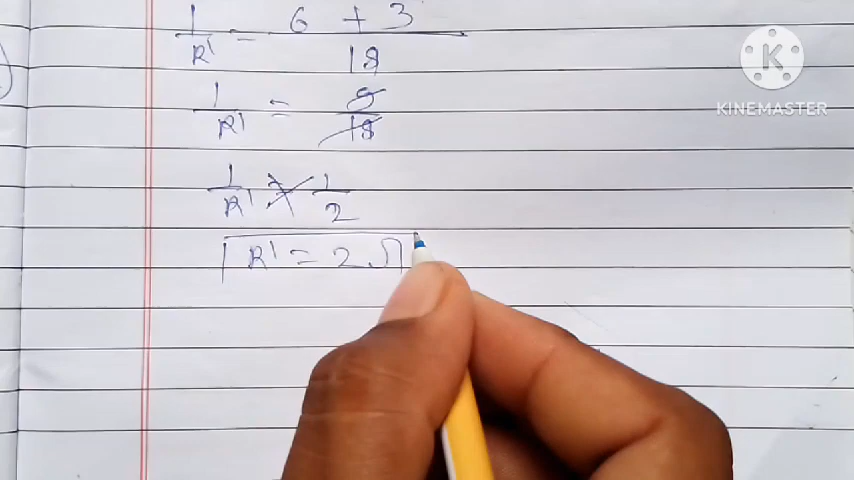 1/R' = 6 + 3 / 18
1/R' = 9/18
1/R' = 1/2
R' = 2 Ω
K
KINEMASTER